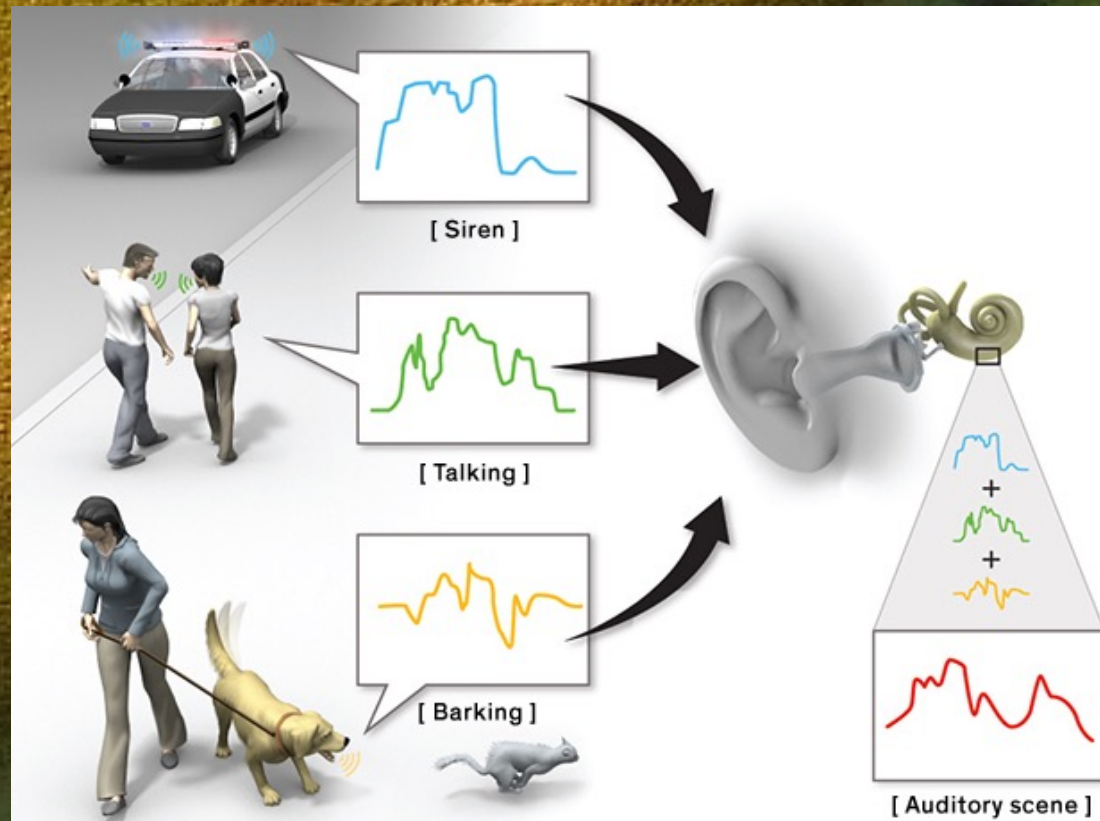 [ Siren ]
[ Talking ]
+
+
[ Barking ]
[ Auditory scene ]